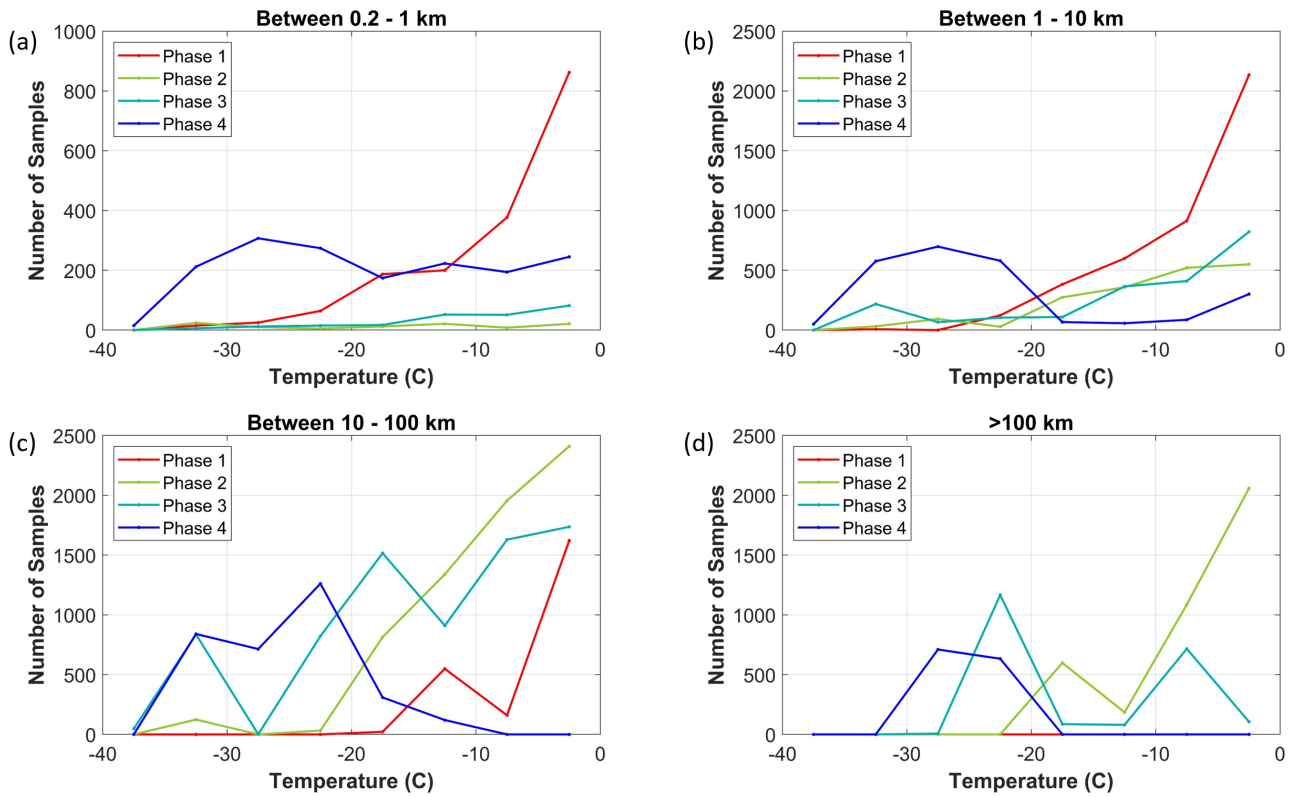 Between 0.2 - 1 km
(a)
1000
800
600
400
200
0
Number of Samples
Phase 1
Phase 2
Phase 3
Phase 4
-40
-30
-20
-10
0
Temperature (C)
Between 1 - 10 km
(b)
2500
2000
1500
1000
500
0
Number of Samples
Phase 1
Phase 2
Phase 3
Phase 4
-40
-30
-20
-10
0
Temperature (C)
Between 10 - 100 km
(c)
2500
2000
1500
1000
500
0
Number of Samples
Phase 1
Phase 2
Phase 3
Phase 4
-40
-30
-20
-10
0
Temperature (C)
>100 km
(d)
2500
2000
1500
1000
500
0
Number of Samples
Phase 1
Phase 2
Phase 3
Phase 4
-40
-30
-20
-10
0
Temperature (C)